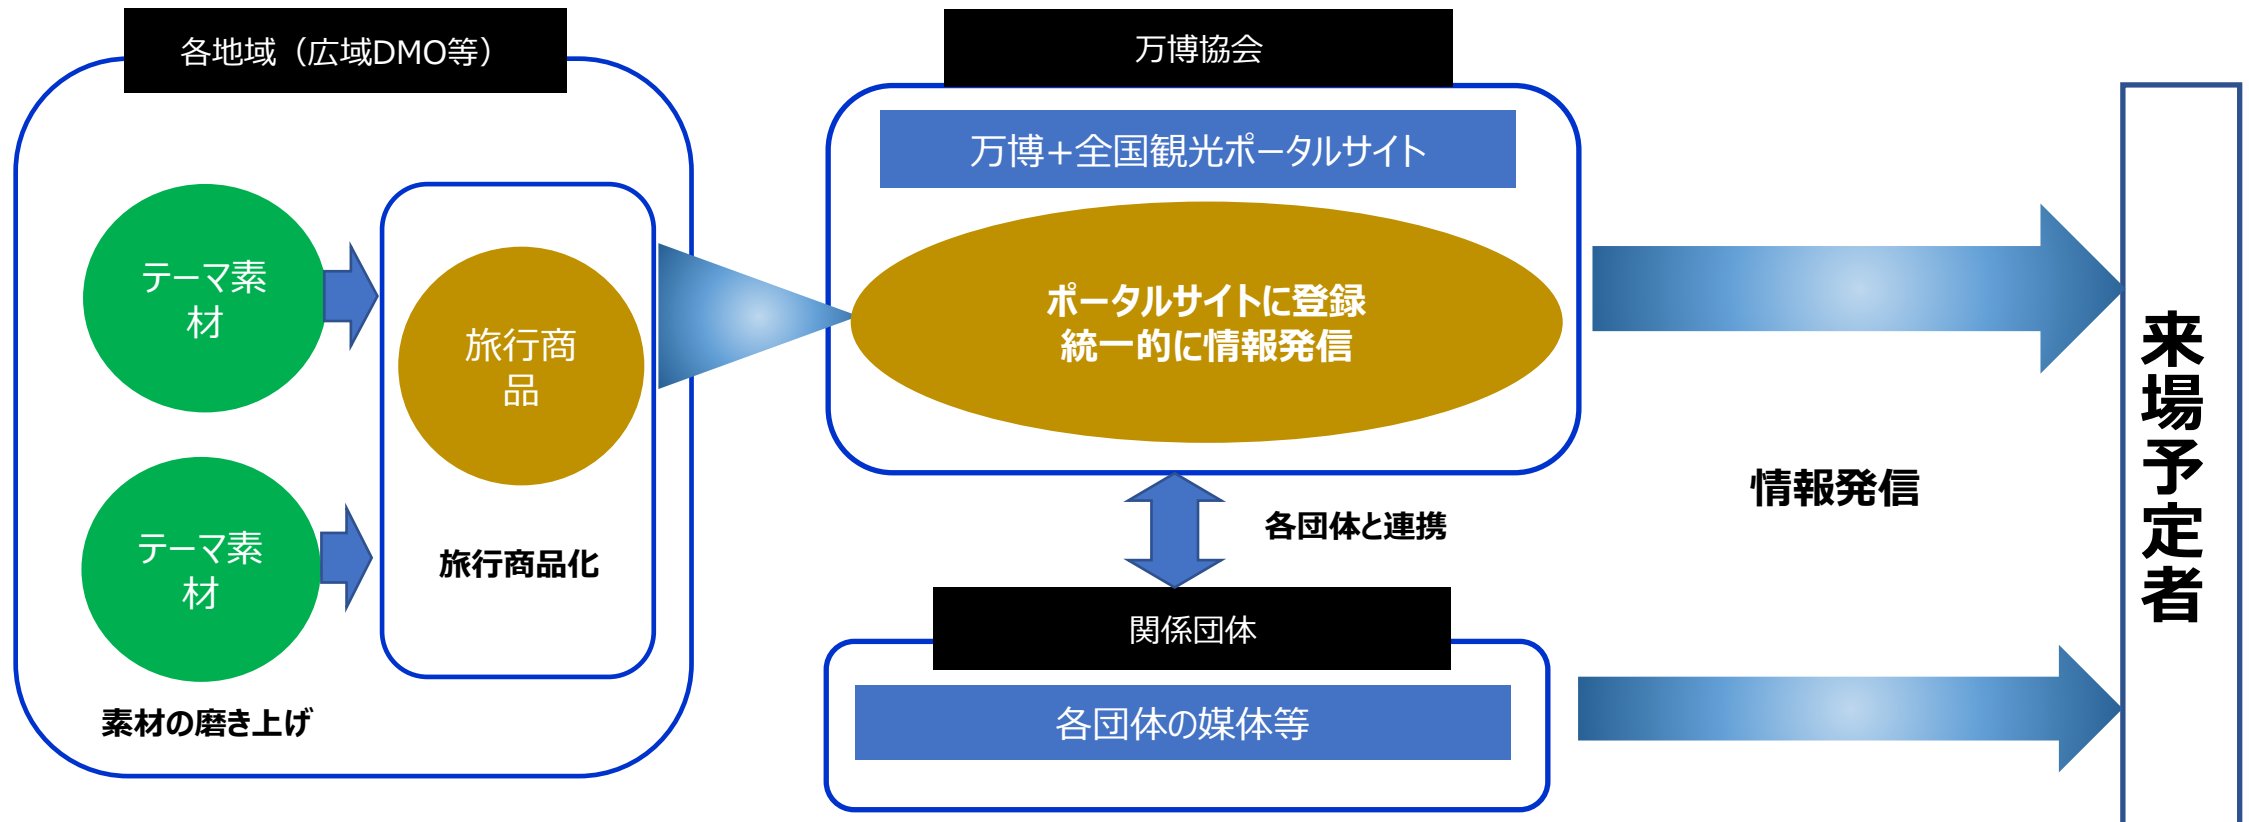 各地域（広域DMO等）
テーマ素
材
テーマ素
材
素材の磨き上げ
旅行商
品
旅行商品化
万博協会
万博+全国観光ポータルサイト
ポータルサイトに登録
統一的に情報発信
各団体と連携
関係団体
各団体の媒体等
情報発信
来場予定者